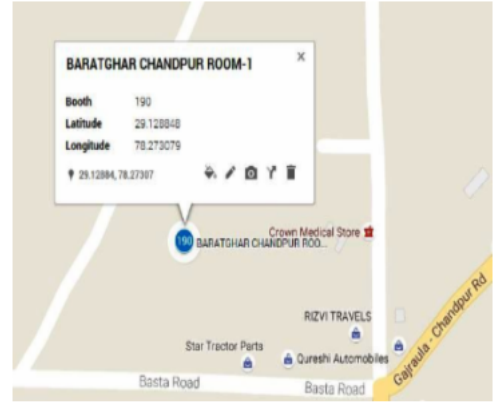 BARATGHAR CHANDPUR ROOM-1
x
Booth 190
Latitude 29.128848
Longitude 78.273079
29.12884, 78.27307
190 BARATGHAR CHANDPUR ROO...
Crown Medical Store
Gajraula - Chandpur Rd
RIZVI TRAVELS
Star Tractor Parts
Qureshi Automobiles
Basta Road
Basta Road